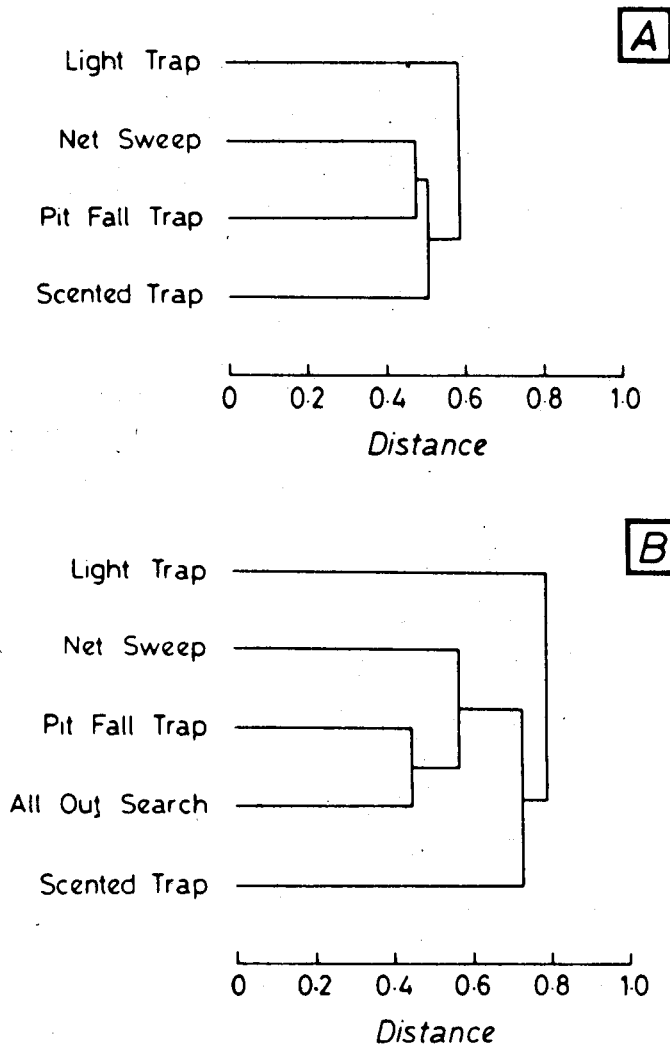 A
Light Trap
Net Sweep
Pit Fall Trap
Scented Trap
0 0.2 0.4 0.6 0.8 1.0
Distance
B
Light Trap
Net Sweep
Pit Fall Trap
All Out Search
Scented Trap
0 0.2 0.4 0.6 0.8 1.0
Distance